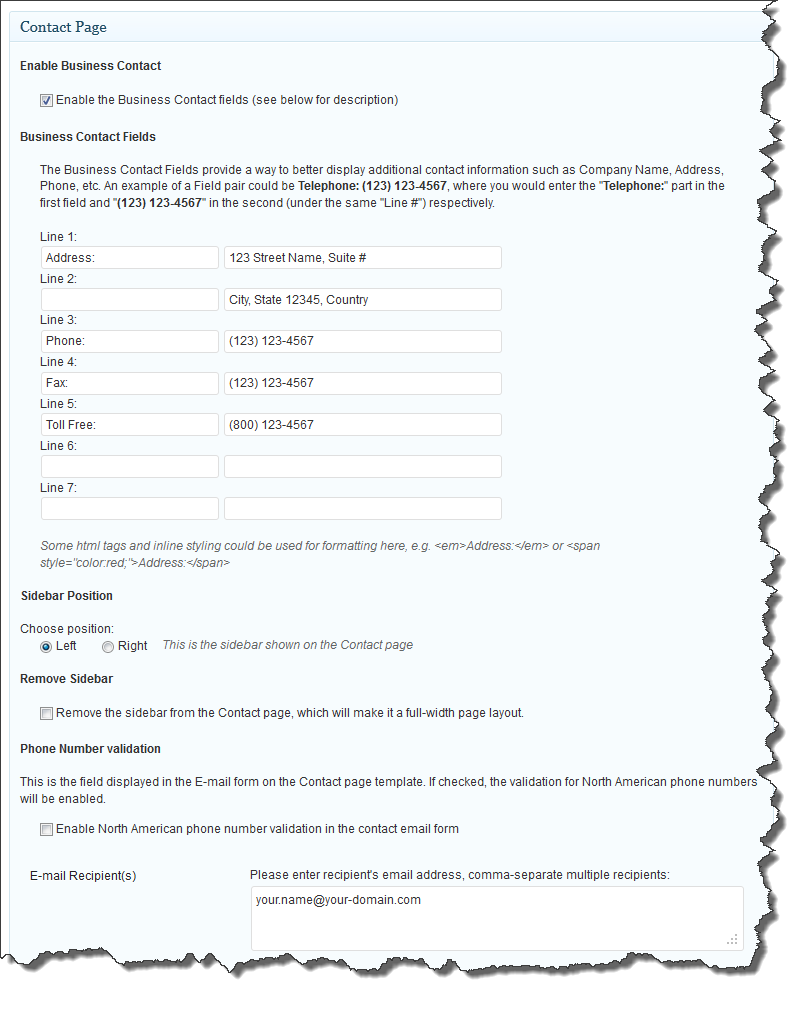 Contact Page
Enable Business Contact
Enable the Business Contact fields (see below for description)
Business Contact Fields
The Business Contact Fields provide a way to better display additional contact information such as Company Name, Address,
Phone, etc. An example of a Field pair could be Telephone: (123) 123-4567, where you would enter the "Telephone:" part in the
first field and "(123) 123-4567" in the second (under the same "Line #") respectively.
Line 1:
Address: 123 Street Name, Suite #
Line 2:
City, State 12345, Country
Line 3:
Phone: (123) 123-4567
Line 4:
Fax: (123) 123-4567
Line 5:
Toll Free: (800) 123-4567
Line 6:
Line 7:
Some html tags and inline styling could be used for formatting here, e.g. <em>Address:</em> or <span
style="color:red;">Address:</span>
Sidebar Position
Choose position:
Left Right This is the sidebar shown on the Contact page
Remove Sidebar
Remove the sidebar from the Contact page, which will make it a full-width page layout.
Phone Number validation
This is the field displayed in the E-mail form on the Contact page template. If checked, the validation for North American phone numbers
will be enabled.
Enable North American phone number validation in the contact email form
E-mail Recipient(s) Please enter recipient's email address, comma-separate multiple recipients:
your.name@your-domain.com